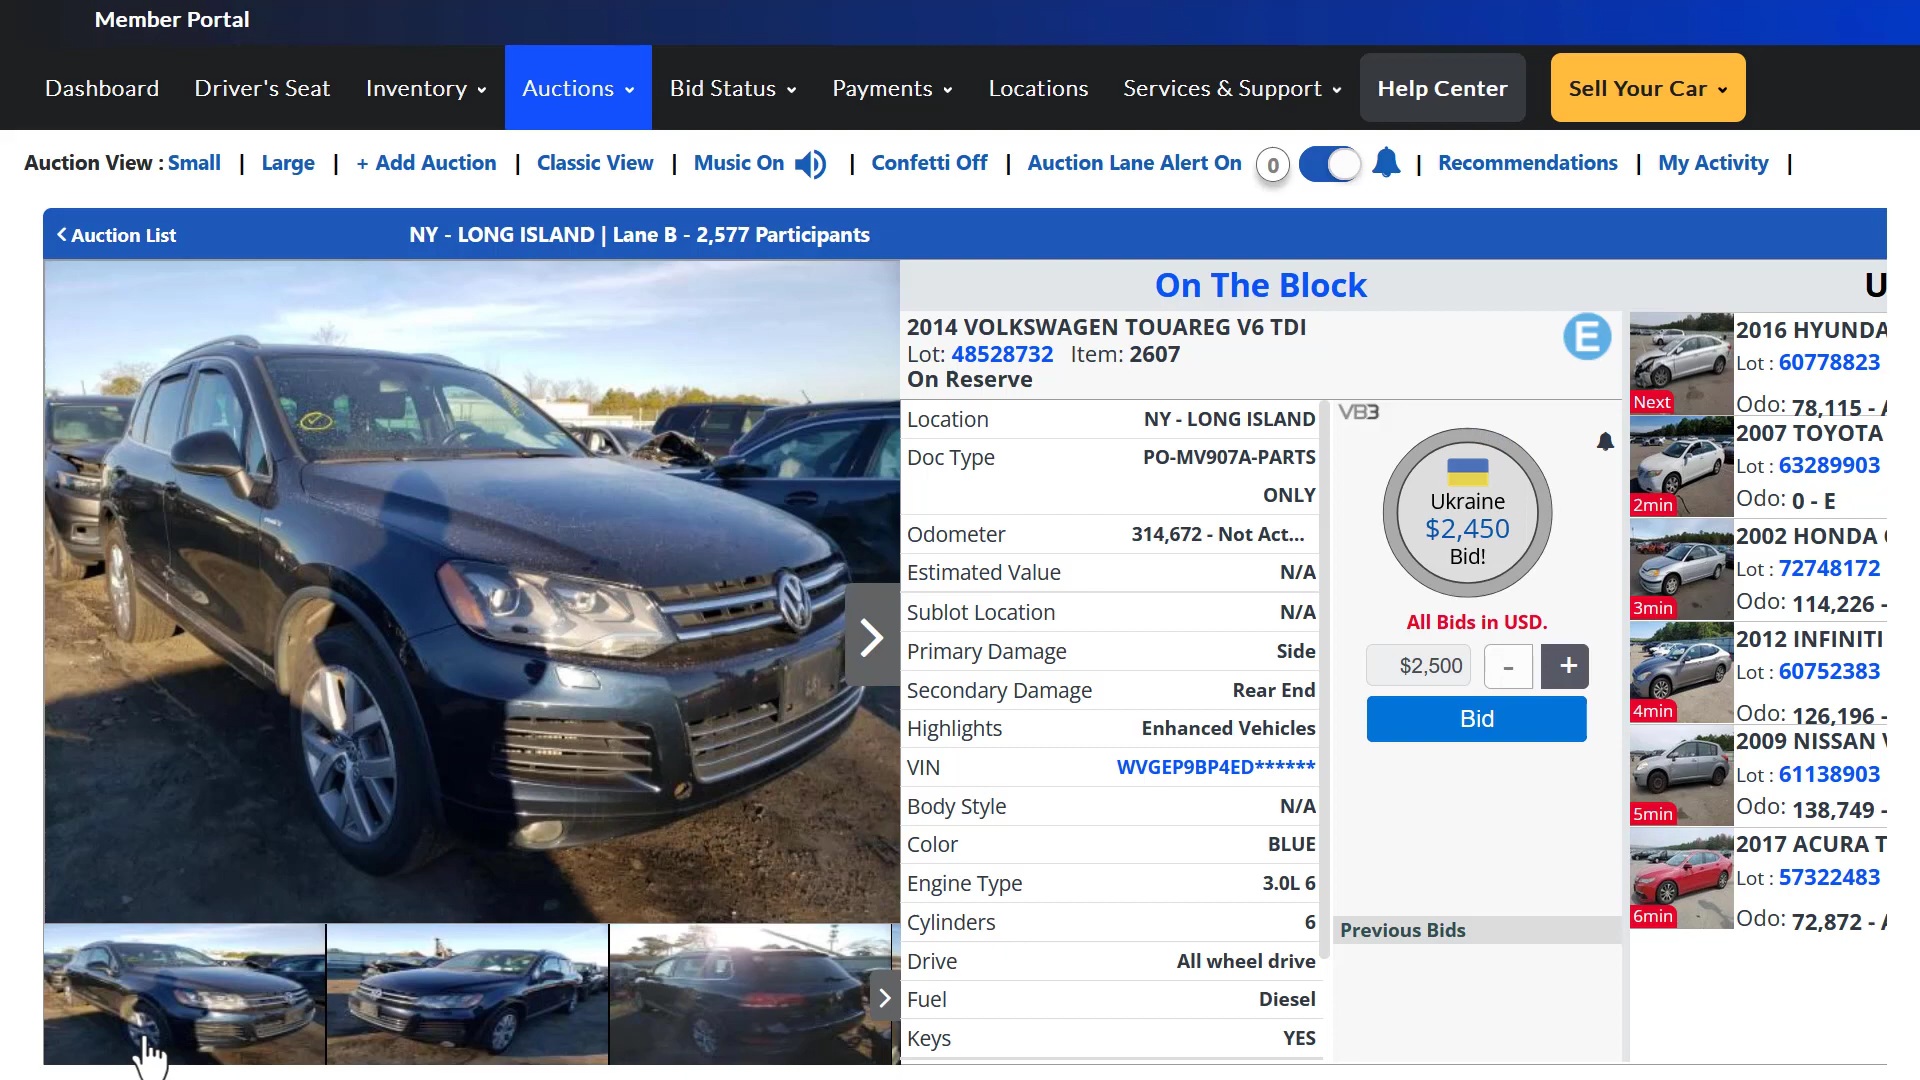 Member Portal
Dashboard Driver's Seat Inventory Auctions Bid Status Payments Locations Services & Support Help Center Sell Your Car
Auction View : Small | Large | + Add Auction | Classic View | Music On | Confetti Off | Auction Lane Alert On 0 | Recommendations | My Activity |
Auction List NY - LONG ISLAND | Lane B - 2,577 Participants
On The Block U
2014 VOLKSWAGEN TOUAREG V6 TDI
Lot: 48528732 Item: 2607
On Reserve
E
Location NY - LONG ISLAND
Doc Type PO-MV907A-PARTS
ONLY
Odometer 314,672 - Not Act...
Estimated Value N/A
Sublot Location N/A
Primary Damage Side
Secondary Damage Rear End
Highlights Enhanced Vehicles
VIN WVGEP9BP4ED******
Body Style N/A
Color BLUE
Engine Type 3.0L 6
Cylinders 6
Drive All wheel drive
Fuel Diesel
Keys YES
VB3
Ukraine
$2,450
Bid!
All Bids in USD.
$2,500 - +
Bid
Previous Bids
2016 HYUNDA
Lot : 60778823
Next
Odo: 78,115 - A
2007 TOYOTA
Lot : 63289903
2min
Odo: 0 - E
2002 HONDA
Lot : 72748172
3min
Odo: 114,226 -
2012 INFINITI
Lot : 60752383
4min
Odo: 126,196 -
2009 NISSAN V
Lot : 61138903
5min
Odo: 138,749 -
2017 ACURA T
Lot : 57322483
6min
Odo: 72,872 - A